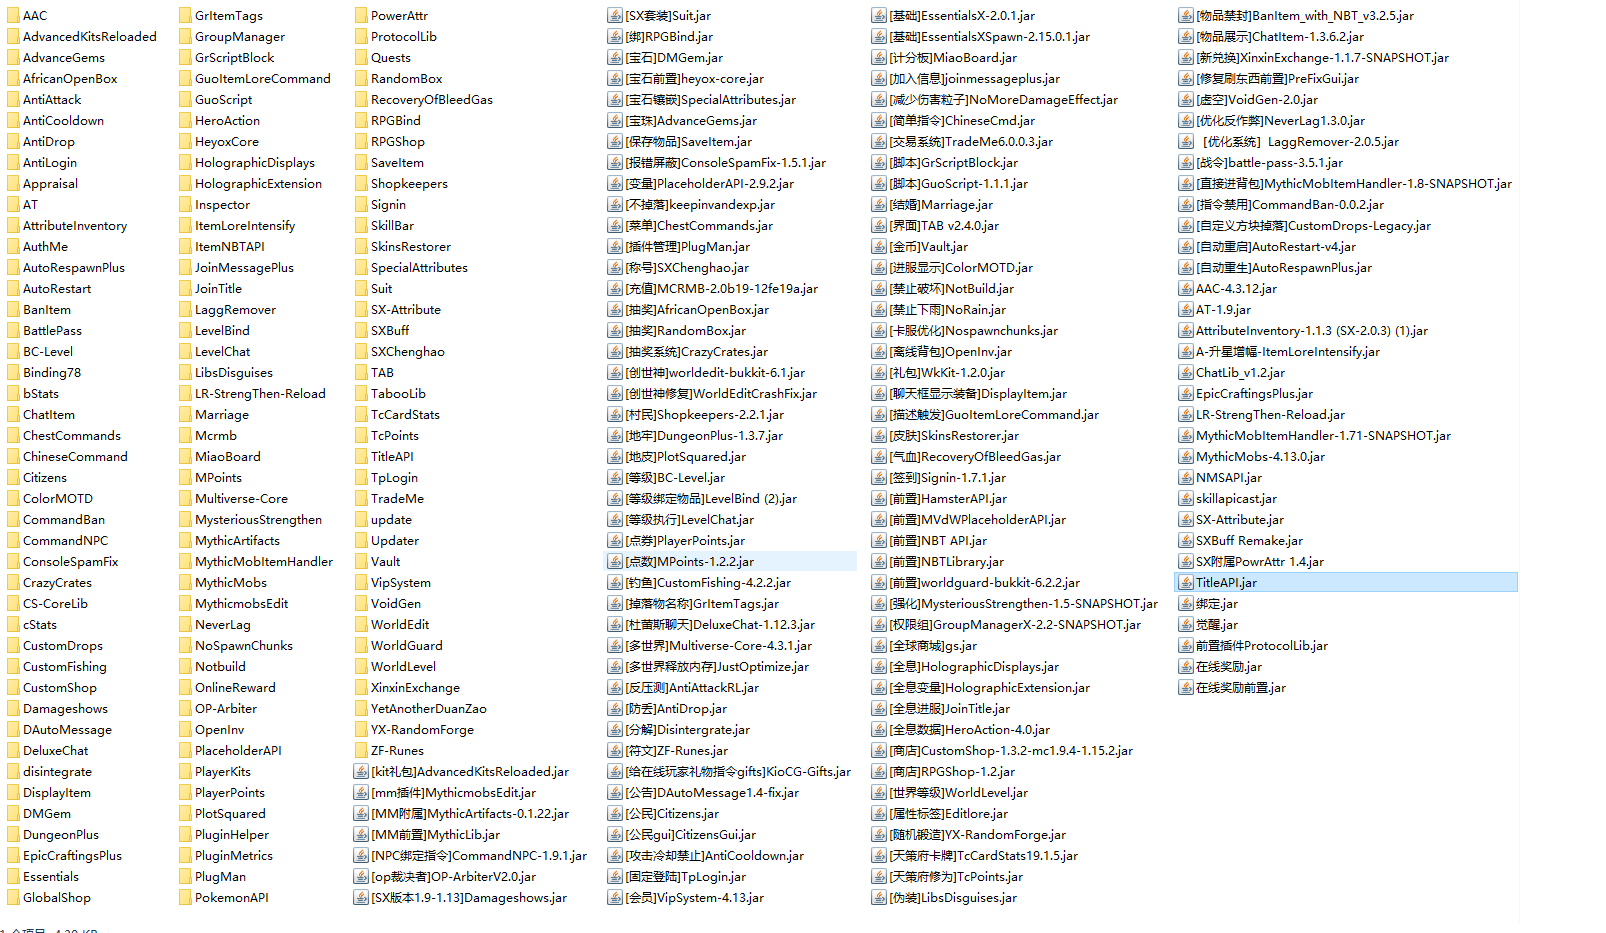 AAC
AdvancedKitsReloaded
AdvanceGems
AfricanOpenBox
AntiAttack
AntiCooldown
AntiDrop
AntiLogin
Appraisal
AT
AttributeInventory
AuthMe
AutoRespawnPlus
AutoRestart
BanItem
BattlePass
BC-Level
Binding78
bStats
ChatItem
ChestCommands
ChineseCommand
Citizens
ColorMOTD
CommandBan
CommandNPC
ConsoleSpamFix
CrazyCrates
CS-CoreLib
cStats
CustomDrops
CustomFishing
CustomShop
Damageshows
DAutoMessage
DeluxeChat
disintegrate
DisplayItem
DMGem
DungeonPlus
EpicCraftingsPlus
Essentials
GlobalShop
GrItemTags
GroupManager
GrScriptBlock
GuoItemLoreCommand
GuoScript
HeroAction
HeyoxCore
HolographicDisplays
HolographicExtension
Inspector
ItemLoreIntensify
ItemNBTAPI
JoinMessagePlus
JoinTitle
LaggRemover
LevelBind
LevelChat
LibsDisguises
LR-StrengThen-Reload
Marriage
Mcrmb
MiaoBoard
MPoints
Multiverse-Core
MysteriousStrengthen
MythicArtifacts
MythicMobItemHandler
MythicMobs
MythicmobsEdit
NeverLag
NoSpawnChunks
Notbuild
OnlineReward
OP-Arbiter
OpenInv
PlaceholderAPI
PlayerKits
PlayerPoints
PlotSquared
PluginHelper
PluginMetrics
PlugMan
PokemonAPI
PowerAttr
ProtocolLib
Quests
RandomBox
RecoveryOfBleedGas
RPGBind
RPGShop
SaveItem
Shopkeepers
Signin
SkillBar
SkinsRestorer
SpecialAttributes
Suit
SX-Attribute
SXBuff
SXChenghao
TAB
TabooLib
TcCardStats
TcPoints
TitleAPI
TpLogin
TradeMe
update
Updater
Vault
VipSystem
VoidGen
WorldEdit
WorldGuard
WorldLevel
XinxinExchange
YetAnotherDuanZao
YX-RandomForge
ZF-Runes
[kit礼包]AdvancedKitsReloaded.jar
[mm插件]MythicmobsEdit.jar
[MM附属]MythicArtifacts-0.1.22.jar
[MM前置]MythicLib.jar
[NPC绑定指令]CommandNPC-1.9.1.jar
[op裁决者]OP-ArbiterV2.0.jar
[SX版本1.9-1.13]Damageshows.jar
[SX套装]Suit.jar
[绑]RPGBind.jar
[宝石]DMGem.jar
[宝石前置]heyox-core.jar
[宝石镶嵌]SpecialAttributes.jar
[宝珠]AdvanceGems.jar
[保存物品]SaveItem.jar
[报错屏蔽]ConsoleSpamFix-1.5.1.jar
[变量]PlaceholderAPI-2.9.2.jar
[不掉落]keepinvandexp.jar
[菜单]ChestCommands.jar
[插件管理]PlugMan.jar
[称号]SXChenghao.jar
[充值]MCRMB-2.0b19-12fe19a.jar
[抽奖]AfricanOpenBox.jar
[抽奖]RandomBox.jar
[抽奖系统]CrazyCrates.jar
[创世神]worldedit-bukkit-6.1.jar
[创世神修复]WorldEditCrashFix.jar
[村民]Shopkeepers-2.2.1.jar
[地牢]DungeonPlus-1.3.7.jar
[地皮]PlotSquared.jar
[等级]BC-Level.jar
[等级绑定物品]LevelBind (2).jar
[等级执行]LevelChat.jar
[点券]PlayerPoints.jar
[点数]MPoints-1.2.2.jar
[钓鱼]CustomFishing-4.2.2.jar
[掉落物名称]GrItemTags.jar
[杜蕾斯聊天]DeluxeChat-1.12.3.jar
[多世界]Multiverse-Core-4.3.1.jar
[多世界释放内存]JustOptimize.jar
[反压测]AntiAttackRL.jar
[防丢]AntiDrop.jar
[分解]Disintergrate.jar
[符文]ZF-Runes.jar
[给在线玩家礼物指令gifts]KioCG-Gifts.jar
[公告]DAutoMessage1.4-fix.jar
[公民]Citizens.jar
[公民gui]CitizensGui.jar
[攻击冷却禁止]AntiCooldown.jar
[固定登陆]TpLogin.jar
[会员]VipSystem-4.13.jar
[基础]EssentialsX-2.0.1.jar
[基础]EssentialsXSpawn-2.15.0.1.jar
[计分板]MiaoBoard.jar
[加入信息]joinmessageplus.jar
[减少伤害粒子]NoMoreDamageEffect.jar
[简单指令]ChineseCmd.jar
[交易系统]TradeMe6.0.0.3.jar
[脚本]GrScriptBlock.jar
[脚本]GuoScript-1.1.1.jar
[结婚]Marriage.jar
[界面]TAB v2.4.0.jar
[金币]Vault.jar
[进服显示]ColorMOTD.jar
[禁止破坏]NotBuild.jar
[禁止下雨]NoRain.jar
[卡服优化]Nospawnchunks.jar
[离线背包]OpenInv.jar
[礼包]WkKit-1.2.0.jar
[聊天框显示装备]DisplayItem.jar
[描述触发]GuoItemLoreCommand.jar
[皮肤]SkinsRestorer.jar
[气血]RecoveryOfBleedGas.jar
[签到]Signin-1.7.1.jar
[前置]HamsterAPI.jar
[前置]MVdWPlaceholderAPI.jar
[前置]NBT API.jar
[前置]NBTLibrary.jar
[前置]worldguard-bukkit-6.2.2.jar
[强化]MysteriousStrengthen-1.5-SNAPSHOT.jar
[权限组]GroupManagerX-2.2-SNAPSHOT.jar
[全球商城]gs.jar
[全息]HolographicDisplays.jar
[全息变量]HolographicExtension.jar
[全息进服]JoinTitle.jar
[全息数据]HeroAction-4.0.jar
[商店]CustomShop-1.3.2-mc1.9.4-1.15.2.jar
[商店]RPGShop-1.2.jar
[世界等级]WorldLevel.jar
[属性标签]Editlore.jar
[随机锻造]YX-RandomForge.jar
[天策府卡牌]TcCardStats19.1.5.jar
[天策府修为]TcPoints.jar
[伪装]LibsDisguises.jar
[物品禁封]BanItem_with_NBT_v3.2.5.jar
[物品展示]ChatItem-1.3.6.2.jar
[新兑换]XinxinExchange-1.1.7-SNAPSHOT.jar
[修复刷东西前置]PreFixGui.jar
[虚空]VoidGen-2.0.jar
[优化反作弊]NeverLag1.3.0.jar
［优化系统］LaggRemover-2.0.5.jar
[战令]battle-pass-3.5.1.jar
[直接进背包]MythicMobItemHandler-1.8-SNAPSHOT.jar
[指令禁用]CommandBan-0.0.2.jar
[自定义方块掉落]CustomDrops-Legacy.jar
[自动重启]AutoRestart-v4.jar
[自动重生]AutoRespawnPlus.jar
AAC-4.3.12.jar
AT-1.9.jar
AttributeInventory-1.1.3 (SX-2.0.3) (1).jar
A-升星增幅-ItemLoreIntensify.jar
ChatLib_v1.2.jar
EpicCraftingsPlus.jar
LR-StrengThen-Reload.jar
MythicMobItemHandler-1.71-SNAPSHOT.jar
MythicMobs-4.13.0.jar
NMSAPI.jar
skillapicast.jar
SX-Attribute.jar
SXBuff Remake.jar
SX附属PowrAttr 1.4.jar
TitleAPI.jar
绑定.jar
觉醒.jar
前置插件ProtocolLib.jar
在线奖励.jar
在线奖励前置.jar